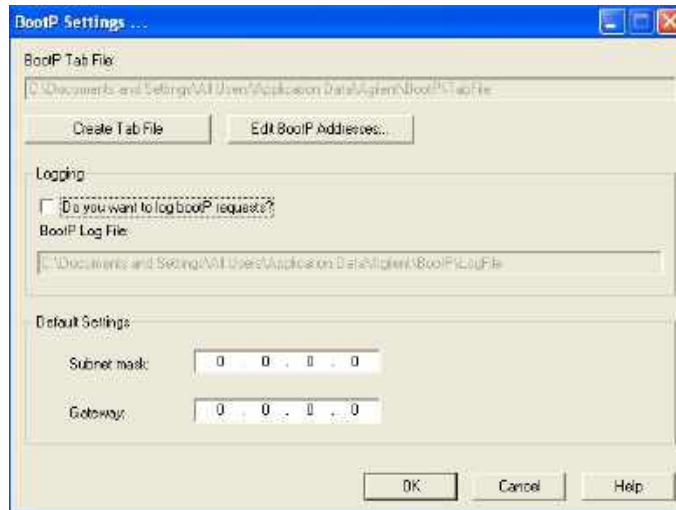 BootP Settings ...
BootP Tab File:
C:\Documents and Settings\All Users\Application Data\Agilent\BootP\TabFile
Create Tab File
Edit BootP Addresses...
Logging
Do you want to log bootP requests?
BootP Log File:
C:\Documents and Settings\All Users\Application Data\Agilent\BootP\LogFile
Default Settings
Subnet mask: 0 . 0 . 0 . 0
Gateway: 0 . 0 . 0 . 0
OK Cancel Help